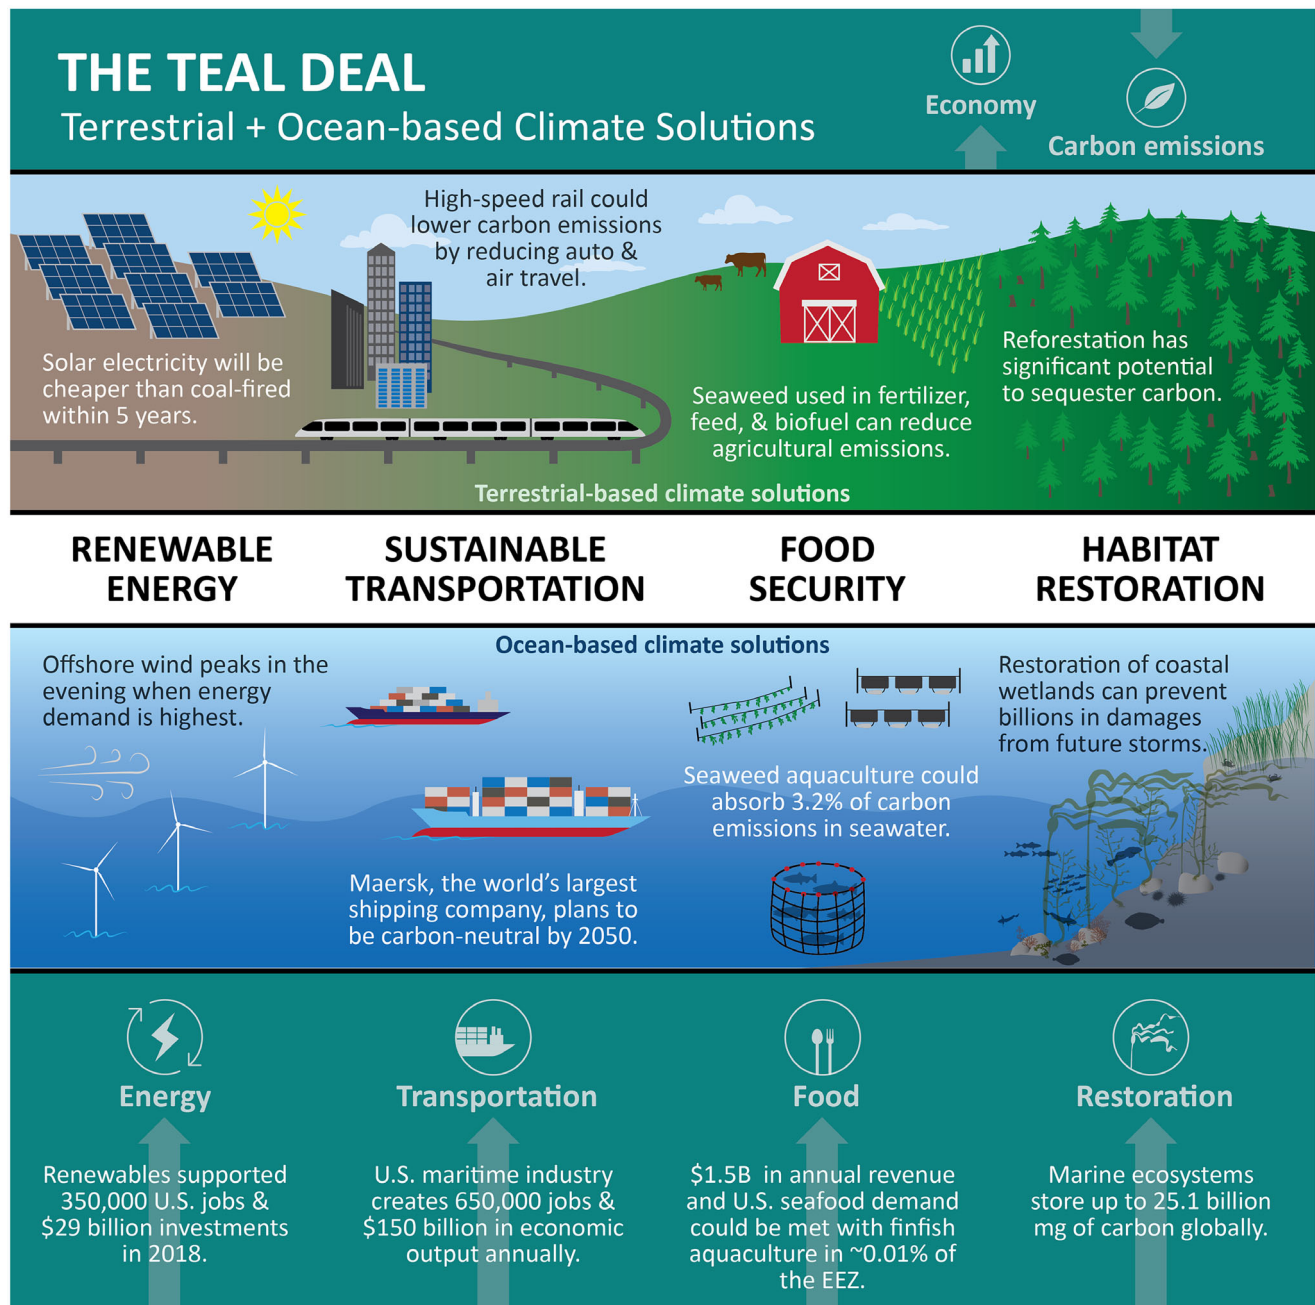 THE TEAL DEAL
Terrestrial + Ocean-based Climate Solutions
Economy
Carbon emissions
High-speed rail could
lower carbon emissions
by reducing auto &
air travel.
Solar electricity will be
cheaper than coal-fired
within 5 years.
Seaweed used in fertilizer,
feed, & biofuel can reduce
agricultural emissions.
Reforestation has
significant potential
to sequester carbon.
Terrestrial-based climate solutions
RENEWABLE
ENERGY
SUSTAINABLE
TRANSPORTATION
FOOD
SECURITY
HABITAT
RESTORATION
Ocean-based climate solutions
Offshore wind peaks in the
evening when energy
demand is highest.
Maersk, the world's largest
shipping company, plans to
be carbon-neutral by 2050.
Seaweed aquaculture could
absorb 3.2% of carbon
emissions in seawater.
Restoration of coastal
wetlands can prevent
billions in damages
from future storms.
Energy
Renewables supported
350,000 U.S. jobs &
$29 billion investments
in 2018.
Transportation
U.S. maritime industry
creates 650,000 jobs &
$150 billion in economic
output annually.
Food
$1.5B in annual revenue
and U.S. seafood demand
could be met with finfish
aquaculture in ~0.01% of
the EEZ.
Restoration
Marine ecosystems
store up to 25.1 billion
mg of carbon globally.